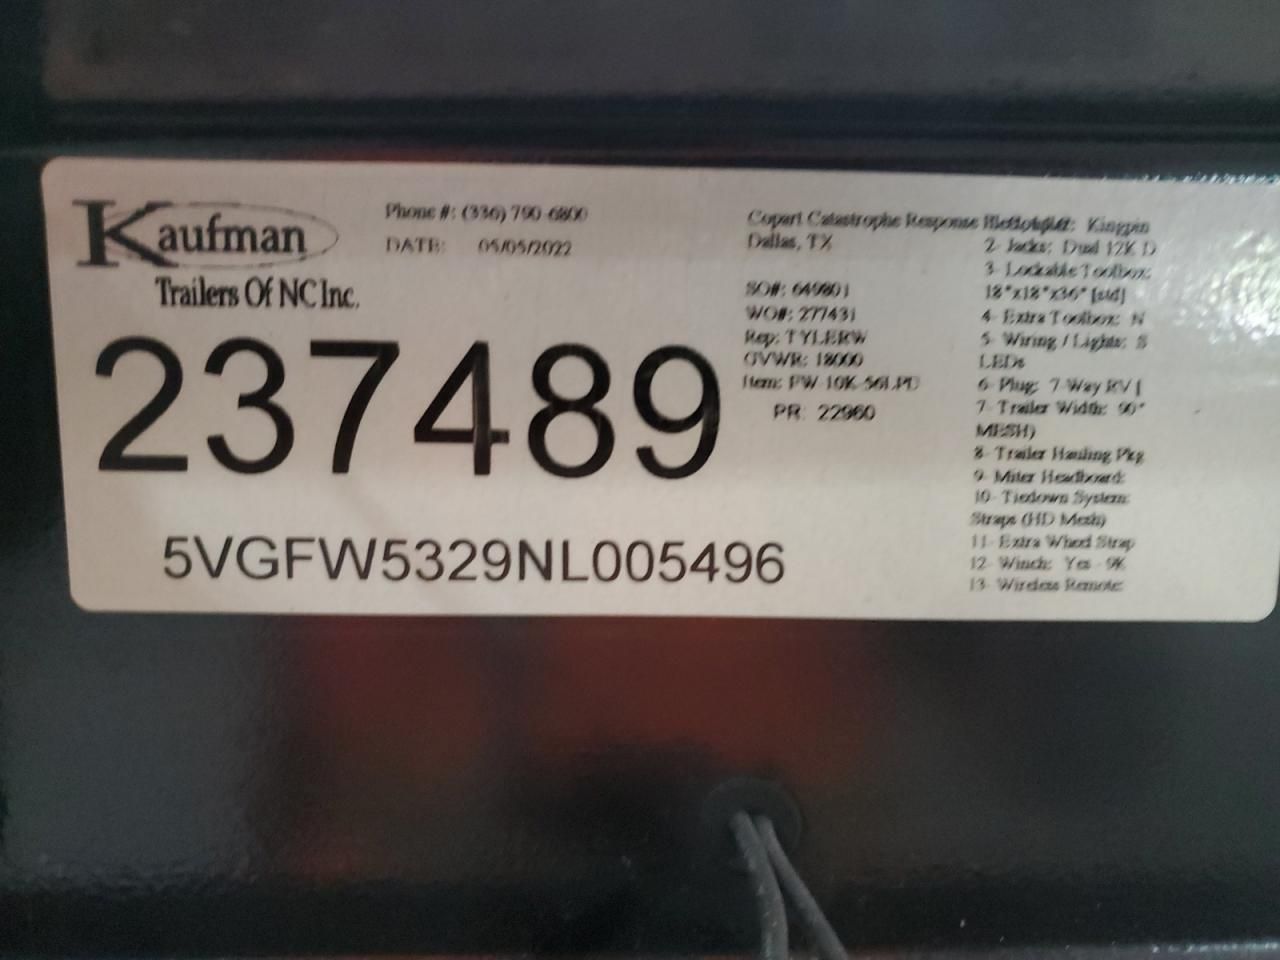 Kaufman
Trailers Of NC Inc.
Phone #: (336) 790-6800
DATE: 05/05/2022
237489
5VGFW5329NL005496
Copart Catastrophe Response
Dallas, TX
SO#: 649801
WO#: 277431
Rep: TYLERW
GVWR: 18000
Item: FW-10K-56LPD
PR: 22960
Kingpin
2- Jacks: Dual 12K D
3- Lockable Toolbox:
18"x18"x36" [std]
4- Extra Toolbox: N
5- Wiring / Lights: S
LEDs
6- Plug: 7-Way RV [
7- Trailer Width: 90"
MESH)
8- Trailer Hauling Pkg
9- Miter Headboard:
10- Tiedown System:
Straps (HD Mesh)
11- Extra Wheel Strap
12- Winch: Yes - 9K
13- Wireless Remote: